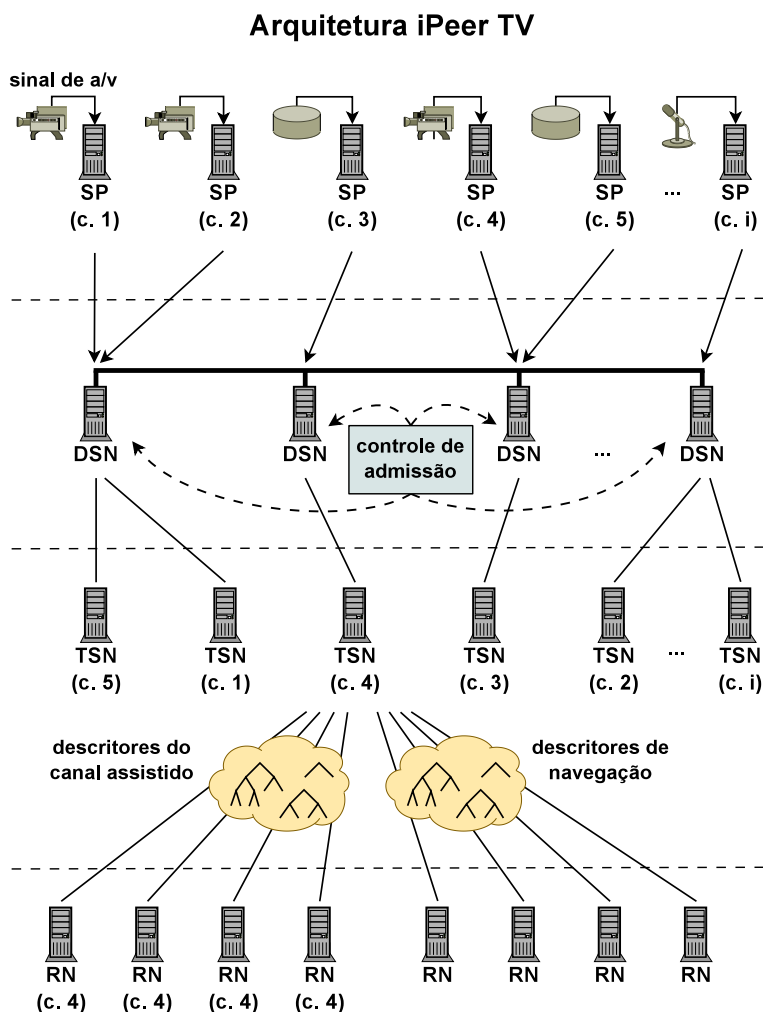 Arquitetura iPeer TV
sinal de a/v
SP SP SP SP SP ... SP
(c. 1) (c. 2) (c. 3) (c. 4) (c. 5) (c. i)
controle de
admissão
DSN DSN DSN ... DSN
TSN TSN TSN TSN TSN ... TSN
(c. 5) (c. 1) (c. 4) (c. 3) (c. 2) (c. i)
descritores do
canal assistido
descritores de
navegação
RN RN RN RN RN RN RN RN
(c. 4) (c. 4) (c. 4) (c. 4)